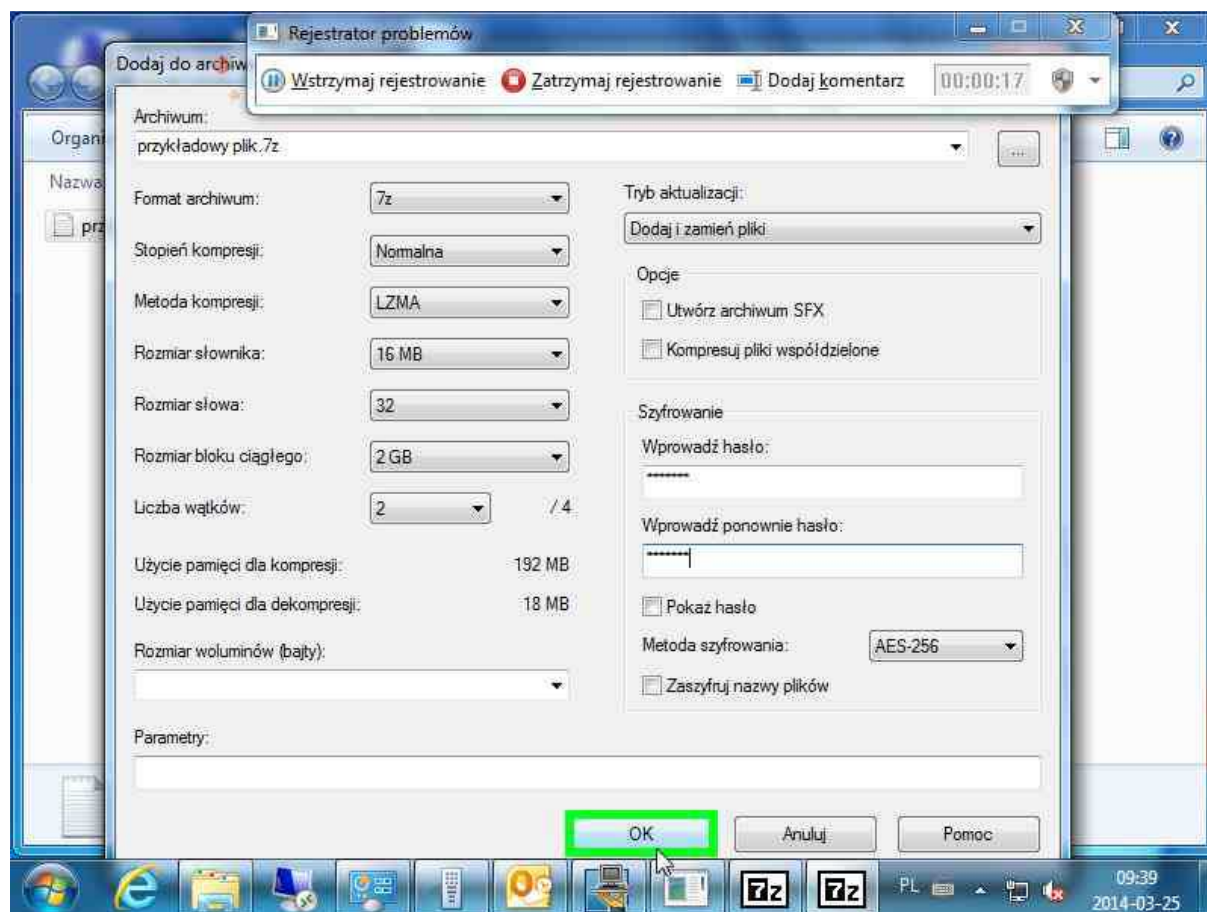 Rejestrator problemów
Dodaj do archiw
Wstrzymaj rejestrowanie Zatrzymaj rejestrowanie Dodaj komentarz 00:00:17
Organi
Nazwa
prz
Archiwum:
przykładowy plik.7z
...
Format archiwum: 7z
Stopień kompresji: Normalna
Metoda kompresji: LZMA
Rozmiar słownika: 16 MB
Rozmiar słowa: 32
Rozmiar bloku ciągłego: 2 GB
Liczba wątków: 2 / 4
Użycie pamięci dla kompresji: 192 MB
Użycie pamięci dla dekompresji: 18 MB
Rozmiar woluminów (bajty):
Tryb aktualizacji:
Dodaj i zamień pliki
Opcje
Utwórz archiwum SFX
Kompresuj pliki współdzielone
Szyfrowanie
Wprowadź hasło:
*******
Wprowadź ponownie hasło:
*******
Pokaż hasło
Metoda szyfrowania: AES-256
Zaszyfruj nazwy plików
Parametry:
OK Anuluj Pomoc
7z 7z PL 09:39
2014-03-25